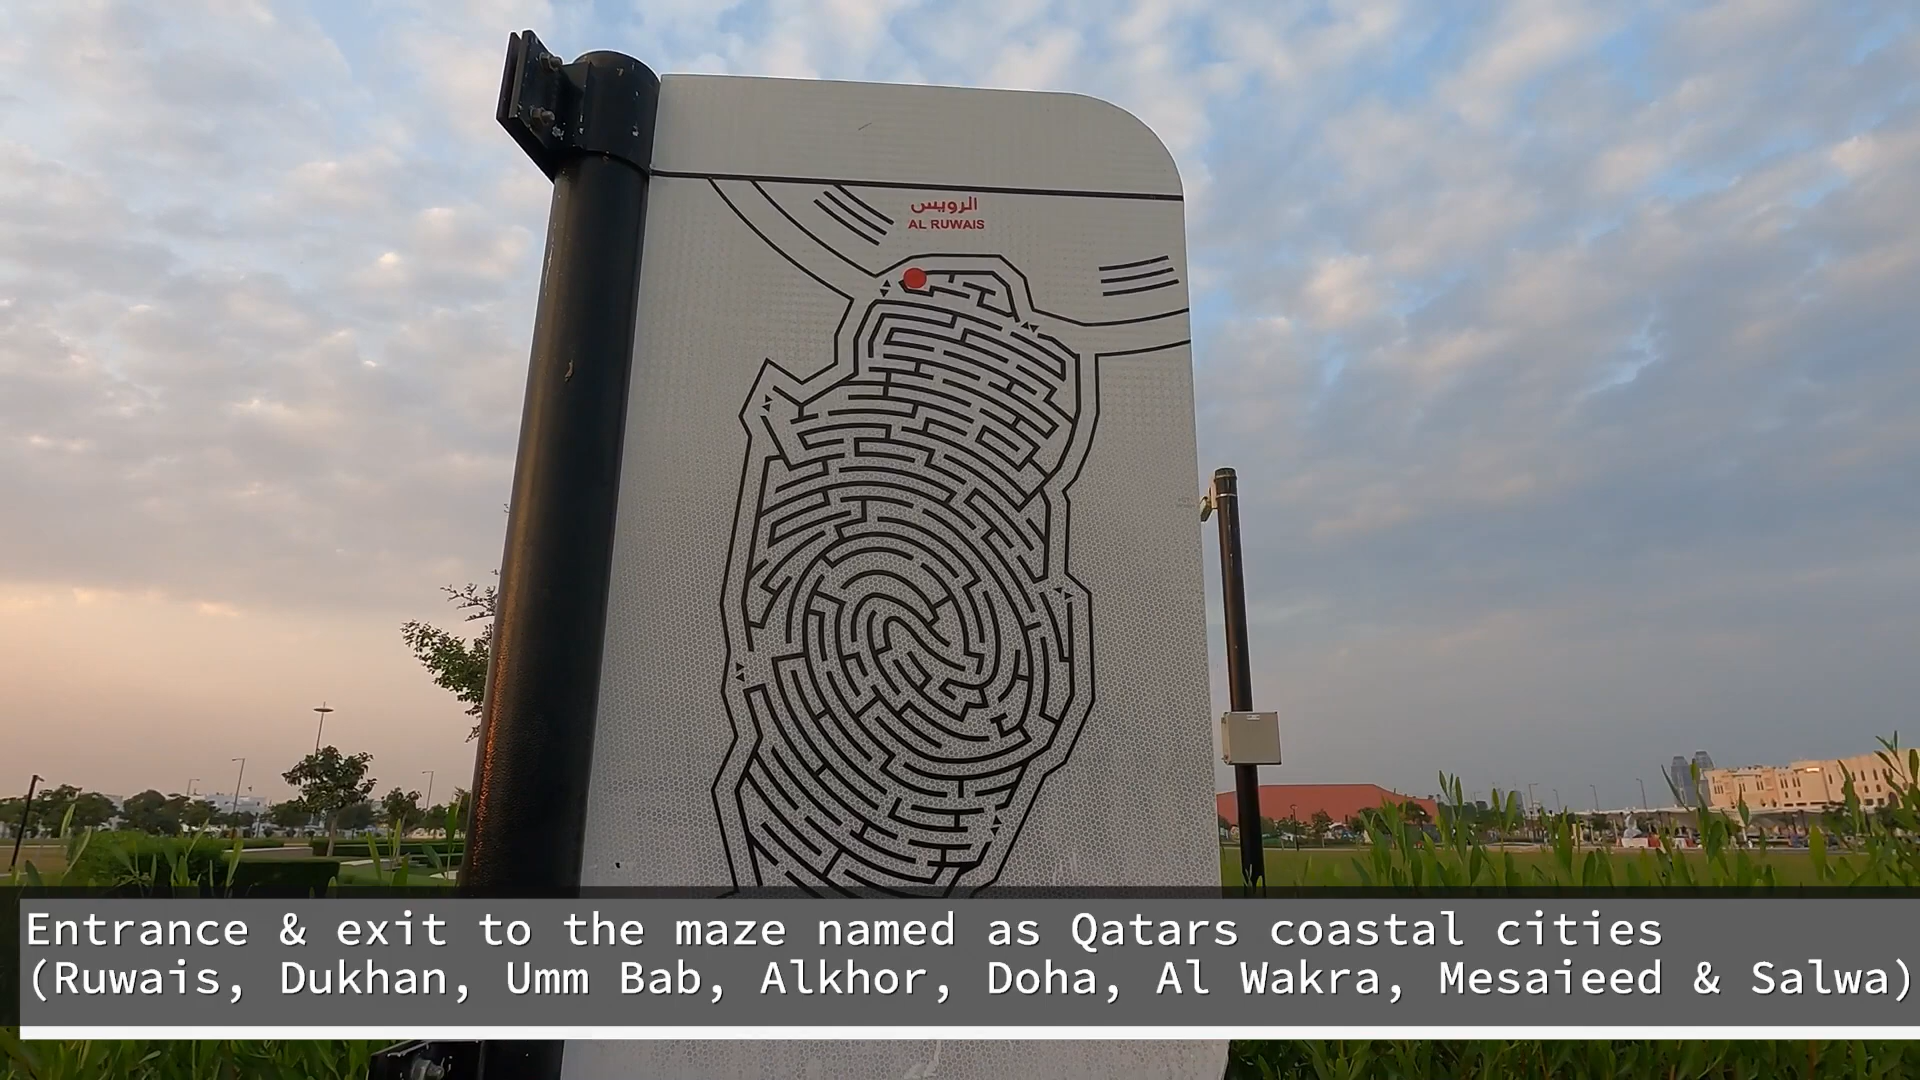 الرويس
AL RUWAIS
Entrance & exit to the maze named as Qatars coastal cities
(Ruwais, Dukhan, Umm Bab, Alkhor, Doha, Al Wakra, Mesaieed & Salwa)